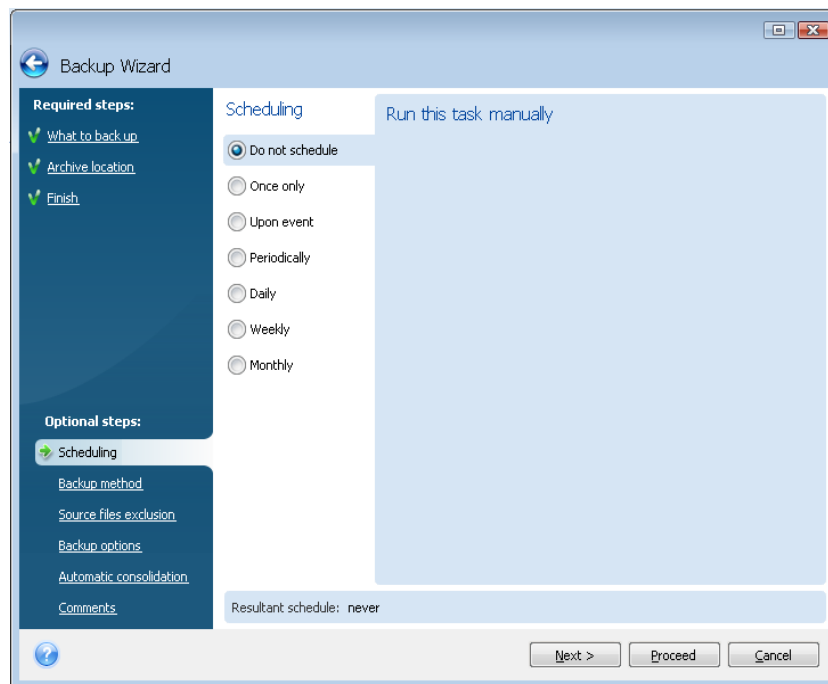 Backup Wizard
Required steps:
What to back up
Archive location
Finish
Optional steps:
Scheduling
Backup method
Source files exclusion
Backup options
Automatic consolidation
Comments
Scheduling
Do not schedule
Once only
Upon event
Periodically
Daily
Weekly
Monthly
Run this task manually
Resultant schedule: never
?
Next >
Proceed
Cancel